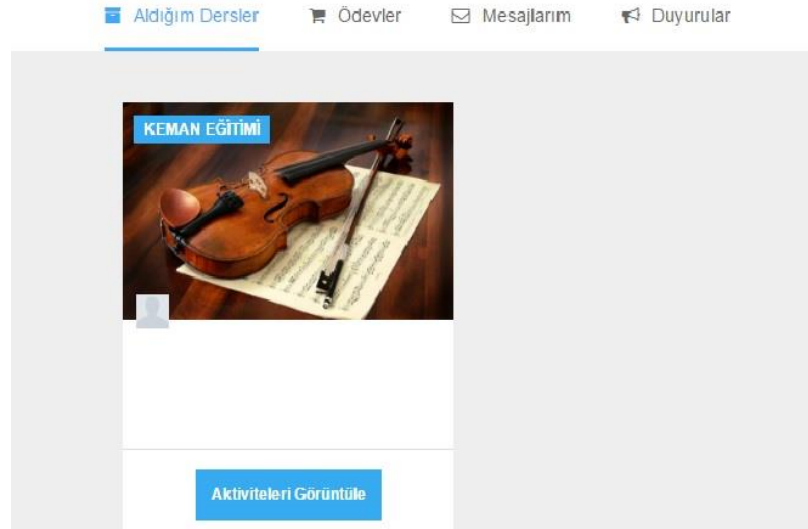 Aldığım Dersler
Ödevler
Mesajlarım
Duyurular
KEMAN EĞİTİMİ
Aktiviteleri Görüntüle